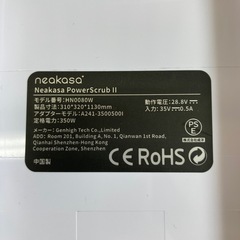 neakasa
Neakasa PowerScrub II
モデル番号：HN0080W
製品寸法：310*320*1130mm
アダプターモデル：A241-3500500I
定格電力：350W
動作電圧：28.8V
入力：35V 0.5A
メーカー：Genhigh Tech Co., Limited
ADD: Room 201, Block A, No. 1, Qianwan 1st Road,
Qianhai Shenzhen-Hong Kong
Cooperation Zone, Shenzhen
中国製
PS
E
CE RoHS